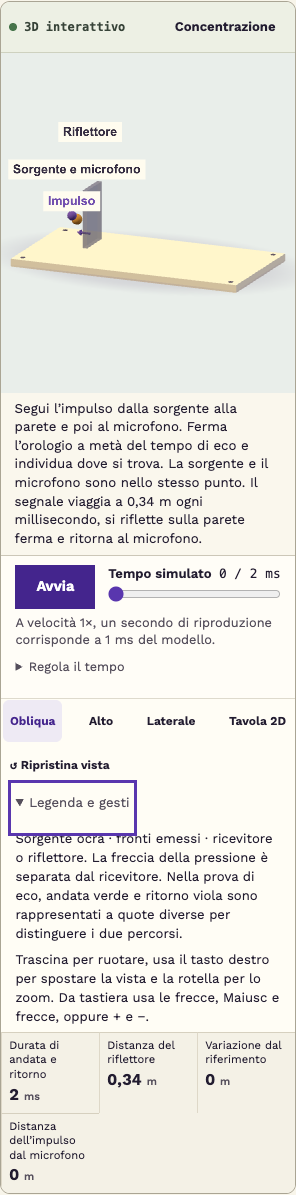 3D interattivo
Concentrazione
Riflettore
Sorgente e microfono
Impulso
Segui l’impulso dalla sorgente alla
parete e poi al microfono. Ferma
l’orologio a metà del tempo di eco e
individua dove si trova. La sorgente e il
microfono sono nello stesso punto. Il
segnale viaggia a 0,34 m ogni
millisecondo, si riflette sulla parete
ferma e ritorna al microfono.
Avvia
Tempo simulato 0 / 2 ms
A velocità 1×, un secondo di riproduzione
corrisponde a 1 ms del modello.
▶ Regola il tempo
Obliqua
Alto
Laterale
Tavola 2D
↺ Ripristina vista
▼ Legenda e gesti
Sorgente ocra · fronti emessi · ricevitore
o riflettore. La freccia della pressione è
separata dal ricevitore. Nella prova di
eco, andata verde e ritorno viola sono
rappresentati a quote diverse per
distinguere i due percorsi.
Trascina per ruotare, usa il tasto destro
per spostare la vista e la rotella per lo
zoom. Da tastiera usa le frecce, Maiusc e
frecce, oppure + e −.
Durata di
andata e
ritorno
2 ms
Distanza del
riflettore
0,34 m
Variazione dal
riferimento
0 m
Distanza
dell’impulso
dal microfono
0 m